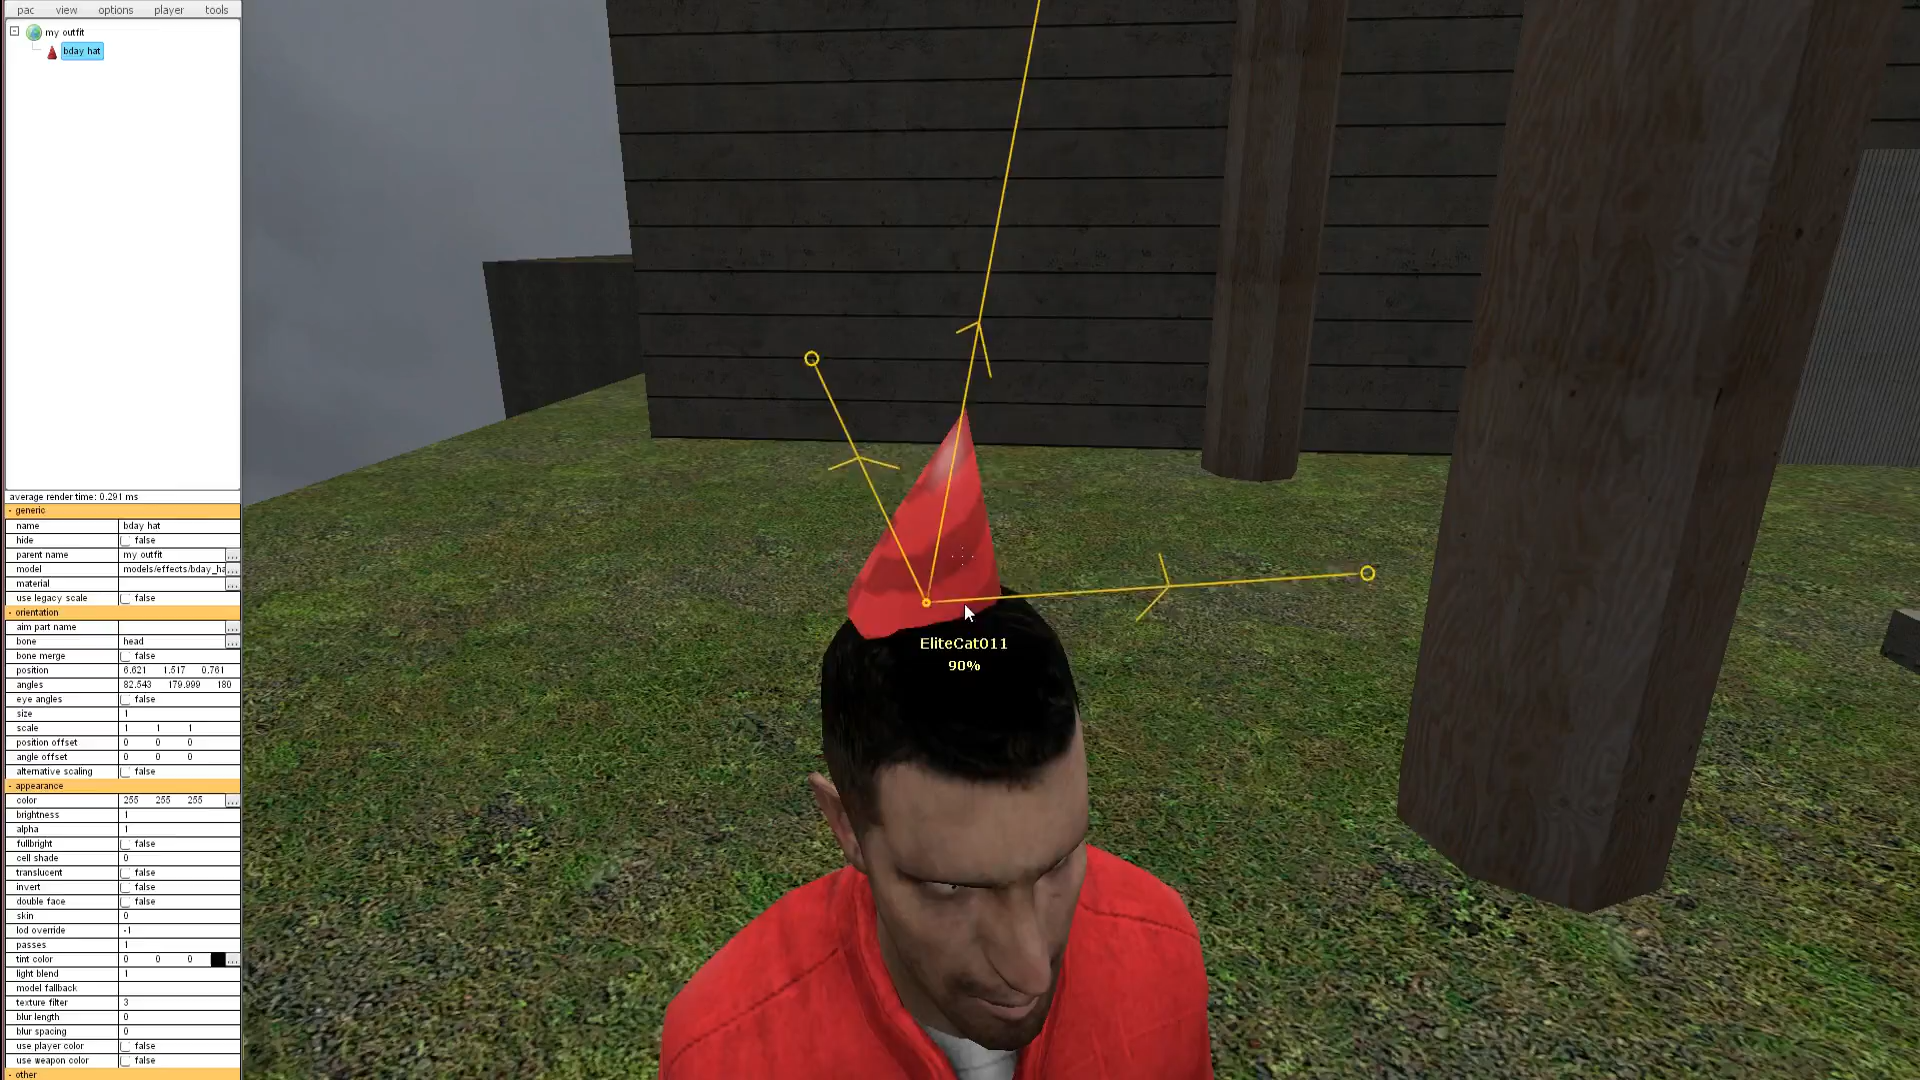 pac view options player tools
my outfit
bday hat
average render time: 0.291 ms
- generic
name bday hat
hide false
parent name my outfit ...
model models/effects/bday_ha ...
material ...
use legacy scale false
- orientation
aim part name ...
bone head ...
bone merge false
position 6.621 1.517 0.761
angles 82.543 179.999 180
eye angles false
size 1
scale 1 1 1
position offset 0 0 0
angle offset 0 0 0
alternative scaling false
- appearance
color 255 255 255 ...
brightness 1
alpha 1
fullbright false
cell shade 0
translucent false
invert false
double face false
skin 0
lod override -1
passes 1
tint color 0 0 0 ...
light blend 1
model fallback
texture filter 3
blur length 0
blur spacing 0
use player color false
use weapon color false
- other
EliteCat011
90%